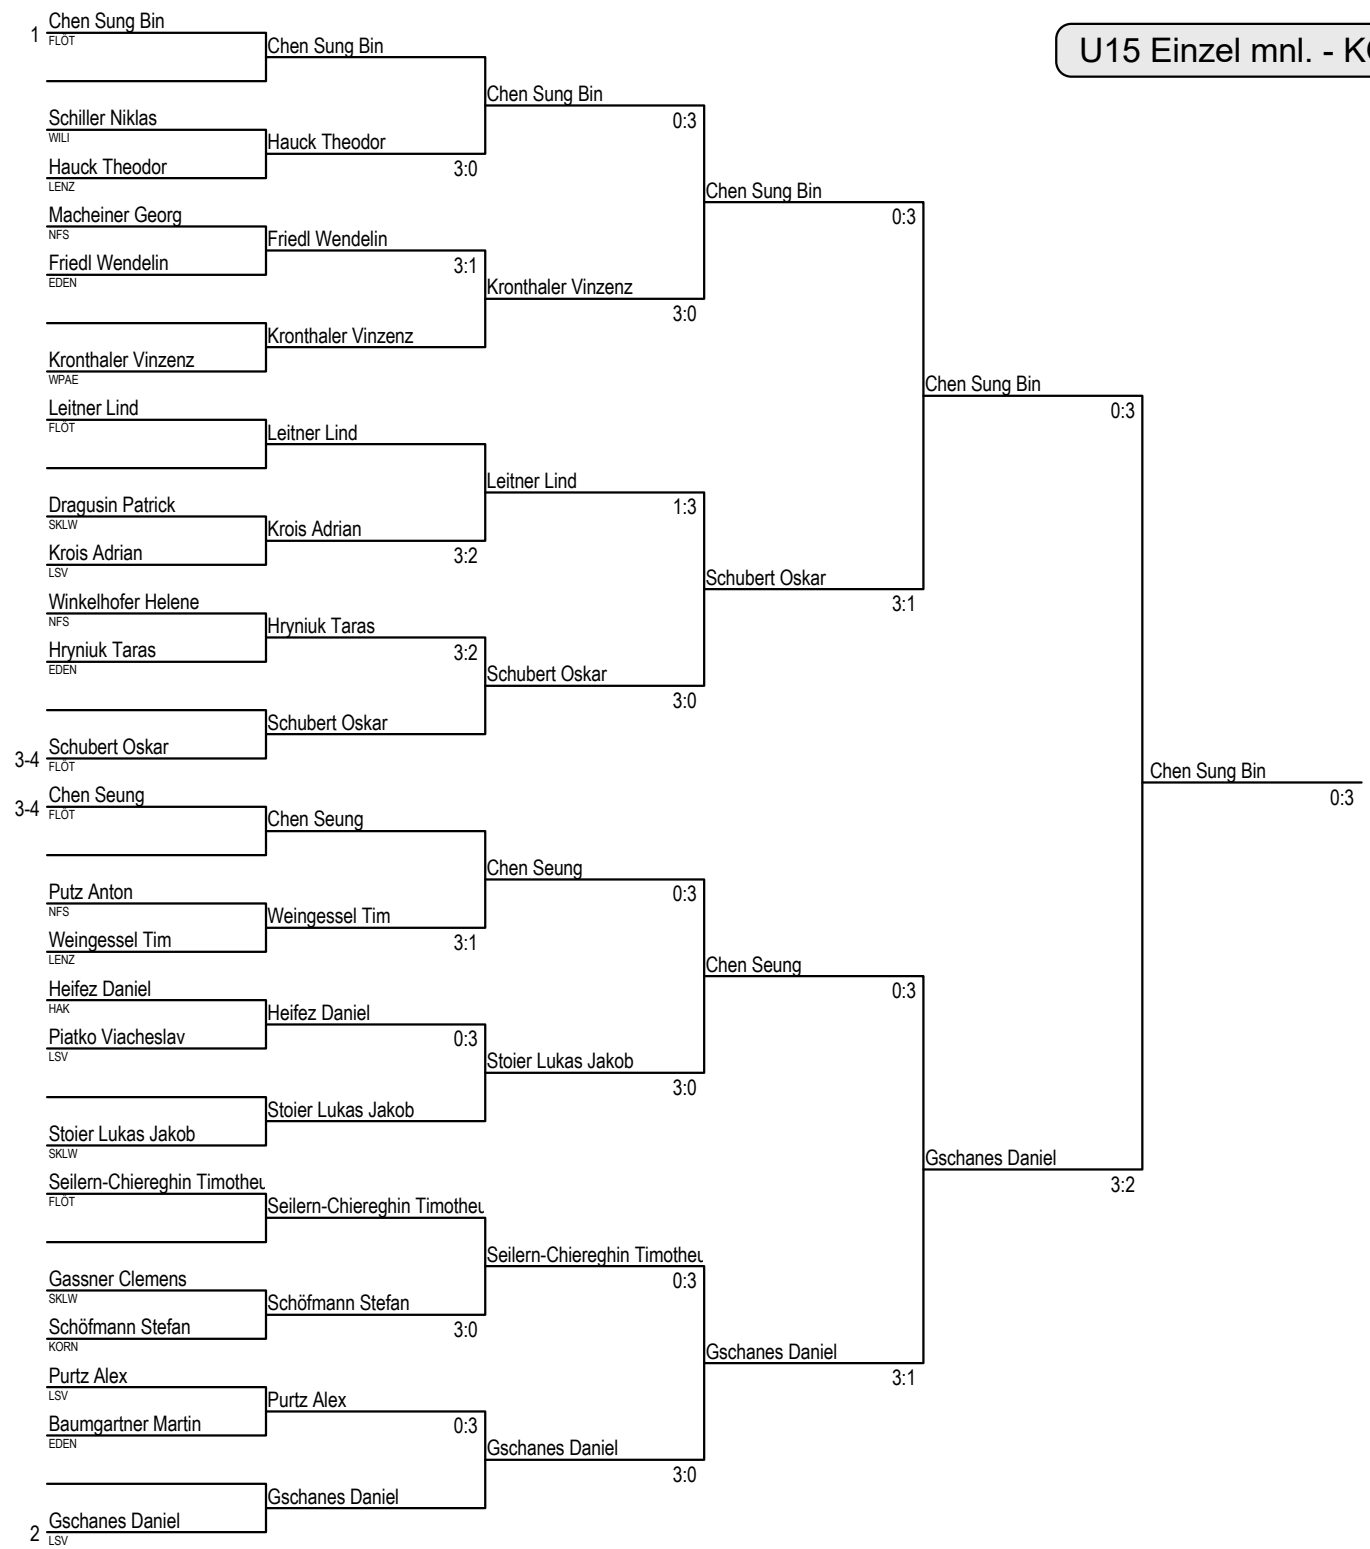 U15 Einzel mnl. - K
1
Chen Sung Bin
FLÖT
Schiller Niklas
WILI
Hauck Theodor
LENZ
Macheiner Georg
NFS
Friedl Wendelin
EDEN
Kronthaler Vinzenz
WPAE
Leitner Lind
FLÖT
Dragusin Patrick
SKLW
Krois Adrian
LSV
Winkelhofer Helene
NFS
Hryniuk Taras
EDEN
3-4
Schubert Oskar
FLÖT
3-4
Chen Seung
FLÖT
Putz Anton
NFS
Weingessel Tim
LENZ
Heifez Daniel
HAK
Piatko Viacheslav
LSV
Stoier Lukas Jakob
SKLW
Seilern-Chiereghin Timotheu
FLÖT
Gassner Clemens
SKLW
Schöfmann Stefan
KORN
Purtz Alex
LSV
Baumgartner Martin
EDEN
2
Gschanes Daniel
LSV
Chen Sung Bin
Hauck Theodor
3:0
Friedl Wendelin
3:1
Kronthaler Vinzenz
Leitner Lind
Krois Adrian
3:2
Hryniuk Taras
3:2
Schubert Oskar
Chen Seung
Weingessel Tim
3:1
Heifez Daniel
0:3
Stoier Lukas Jakob
Seilern-Chiereghin Timotheu
Schöfmann Stefan
3:0
Purtz Alex
0:3
Gschanes Daniel
Chen Sung Bin
0:3
Kronthaler Vinzenz
3:0
Leitner Lind
1:3
Schubert Oskar
3:0
Chen Seung
0:3
Stoier Lukas Jakob
3:0
Seilern-Chiereghin Timotheu
0:3
Gschanes Daniel
3:0
Chen Sung Bin
0:3
Schubert Oskar
3:1
Chen Seung
0:3
Gschanes Daniel
3:1
Chen Sung Bin
0:3
Gschanes Daniel
3:2
Chen Sung Bin
0:3